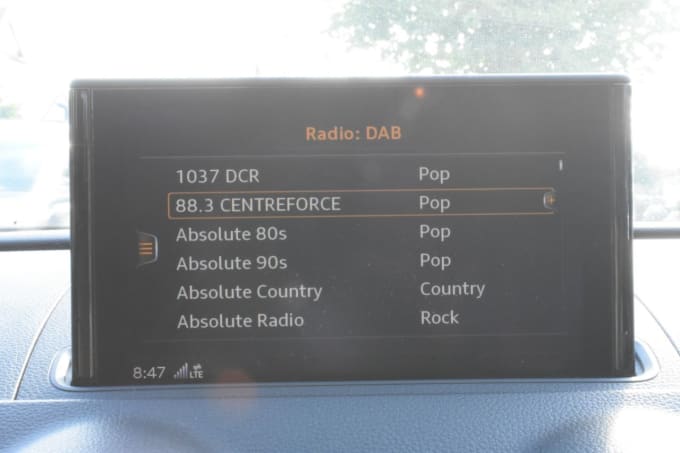 Radio: DAB
1037 DCR Pop
88.3 CENTREFORCE Pop
Absolute 80s Pop
Absolute 90s Pop
Absolute Country Country
Absolute Radio Rock
8:47 LTE